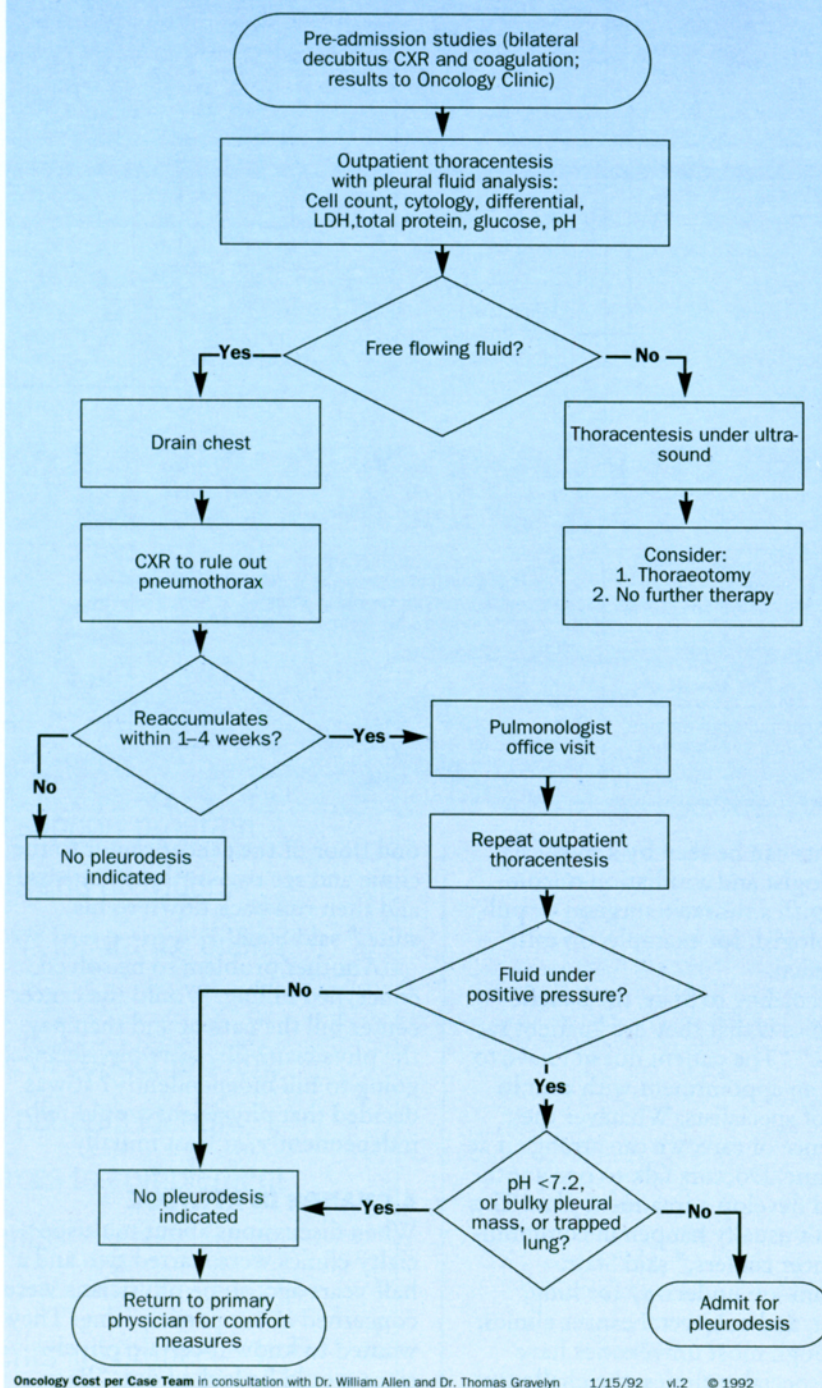 Pre-admission studies (bilateral
decubitus CXR and coagulation;
results to Oncology Clinic)
Outpatient thoracentesis
with pleural fluid analysis:
Cell count, cytology, differential,
LDH,total protein, glucose, pH
Free flowing fluid?
Yes
No
Drain chest
Thoracentesis under ultra-
sound
CXR to rule out
pneumothorax
Consider:
1. Thoraeotomy
2. No further therapy
Reaccumulates
within 1–4 weeks?
Yes
Pulmonologist
office visit
No
No pleurodesis
indicated
Repeat outpatient
thoracentesis
Fluid under
positive pressure?
No
Yes
pH <7.2,
or bulky pleural
mass, or trapped
lung?
Yes
No
No pleurodesis
indicated
Return to primary
physician for comfort
measures
Admit for
pleurodesis
Oncology Cost per Case Team in consultation with Dr. William Allen and Dr. Thomas Gravelyn 1/15/92 vl.2 © 1992